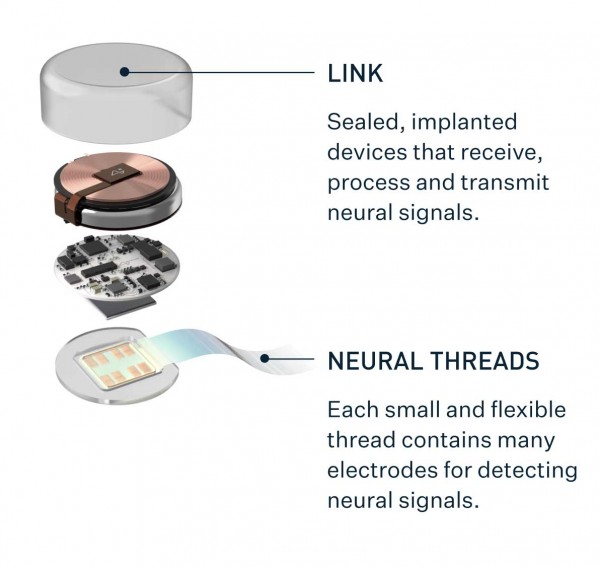 LINK
Sealed, implanted
devices that receive,
process and transmit
neural signals.
NEURAL THREADS
Each small and flexible
thread contains many
electrodes for detecting
neural signals.